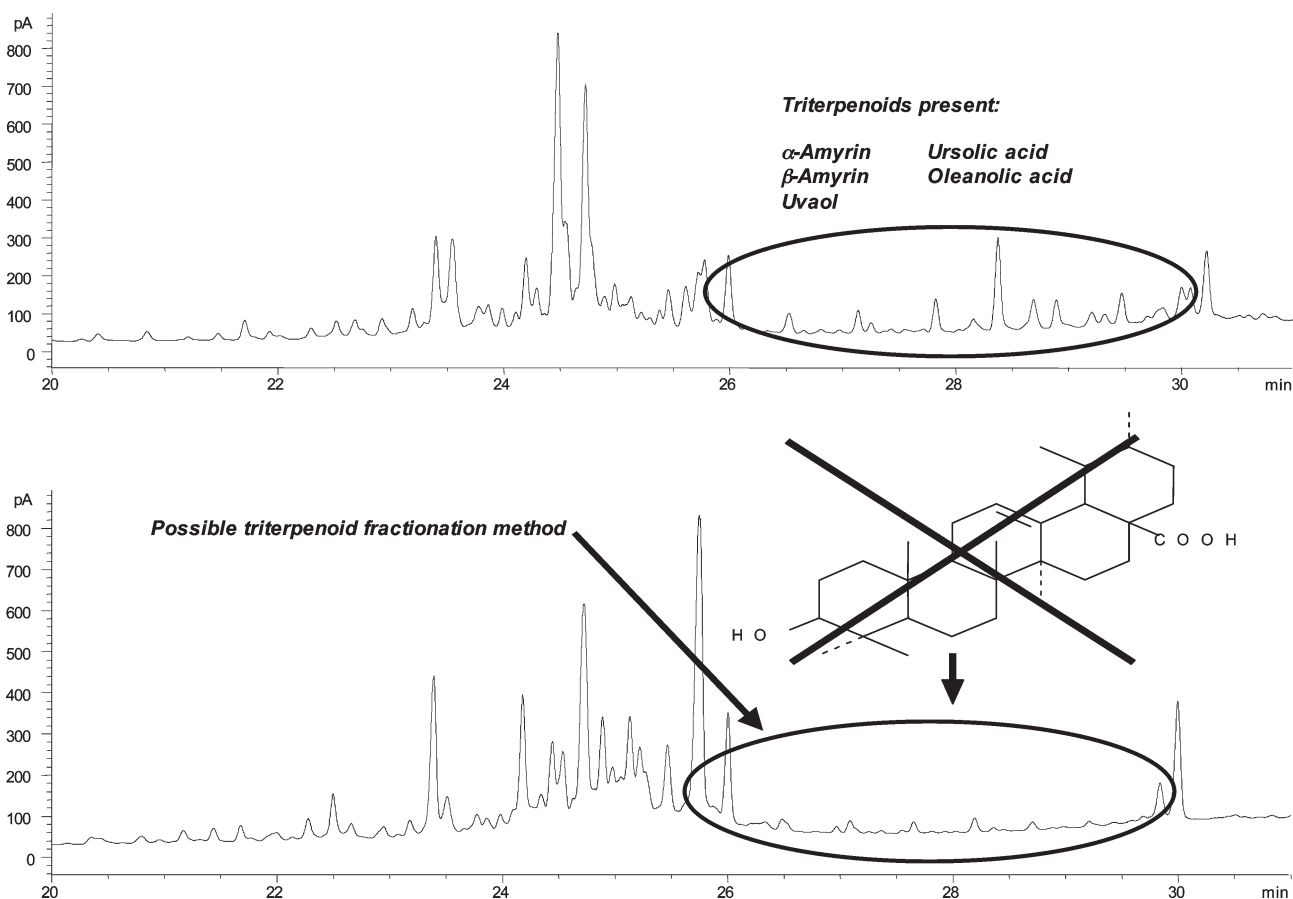 pA
800
700
600
500
400
300
200
100
0
Triterpenoids present:
α-Amyrin Ursolic acid
β-Amyrin Oleanolic acid
Uvaol
20 22 24 26 28 30 min
pA
800
700
600
500
400
300
200
100
0
Possible triterpenoid fractionation method
COOH
HO
20 22 24 26 28 30 min